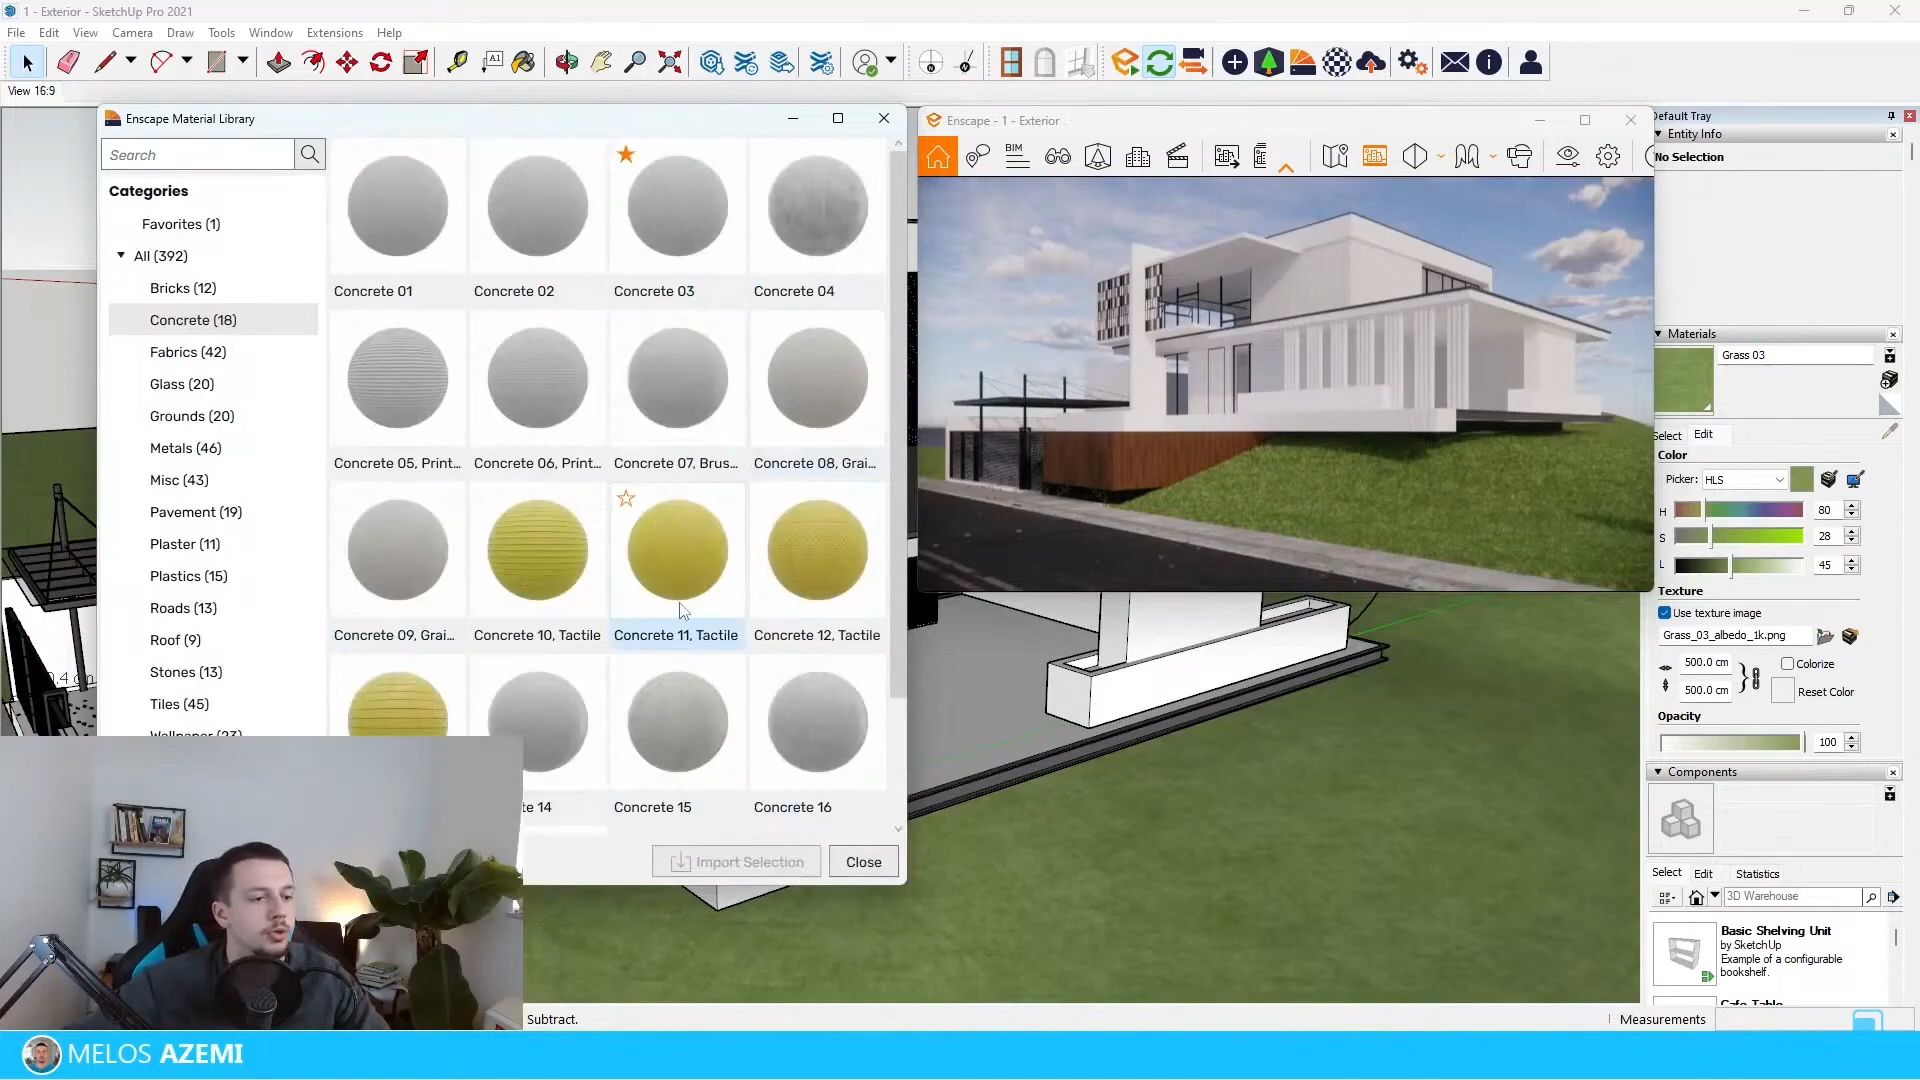 1 - Exterior - SketchUp Pro 2021
File Edit View Camera Draw Tools Window Extensions Help
View 16:9
Enscape Material Library
Search
Categories
Favorites (1)
All (392)
Bricks (12)
Concrete (18)
Fabrics (42)
Glass (20)
Grounds (20)
Metals (46)
Misc (43)
Pavement (19)
Plaster (11)
Plastics (15)
Roads (13)
Roof (9)
Stones (13)
Tiles (45)
Wallpaper (23)
Concrete 01 Concrete 02 Concrete 03 Concrete 04
Concrete 05, Print... Concrete 06, Print... Concrete 07, Brus... Concrete 08, Grai...
Concrete 09, Grai... Concrete 10, Tactile Concrete 11, Tactile Concrete 12, Tactile
te 14 Concrete 15 Concrete 16
Import Selection Close
Enscape - 1 - Exterior
BIM
Default Tray
Entity Info
No Selection
Materials
Grass 03
Select Edit
Color
Picker: HLS
H 80
S 28
L 45
Texture
Use texture image
Grass_03_albedo_1k.png
500.0 cm
Colorize
500.0 cm
Reset Color
Opacity
100
Components
Select Edit Statistics
3D Warehouse
Basic Shelving Unit
by SketchUp
Example of a configurable
bookshelf.
Cafe Table
0.4 cm
Subtract.
Measurements
MELOS AZEMI